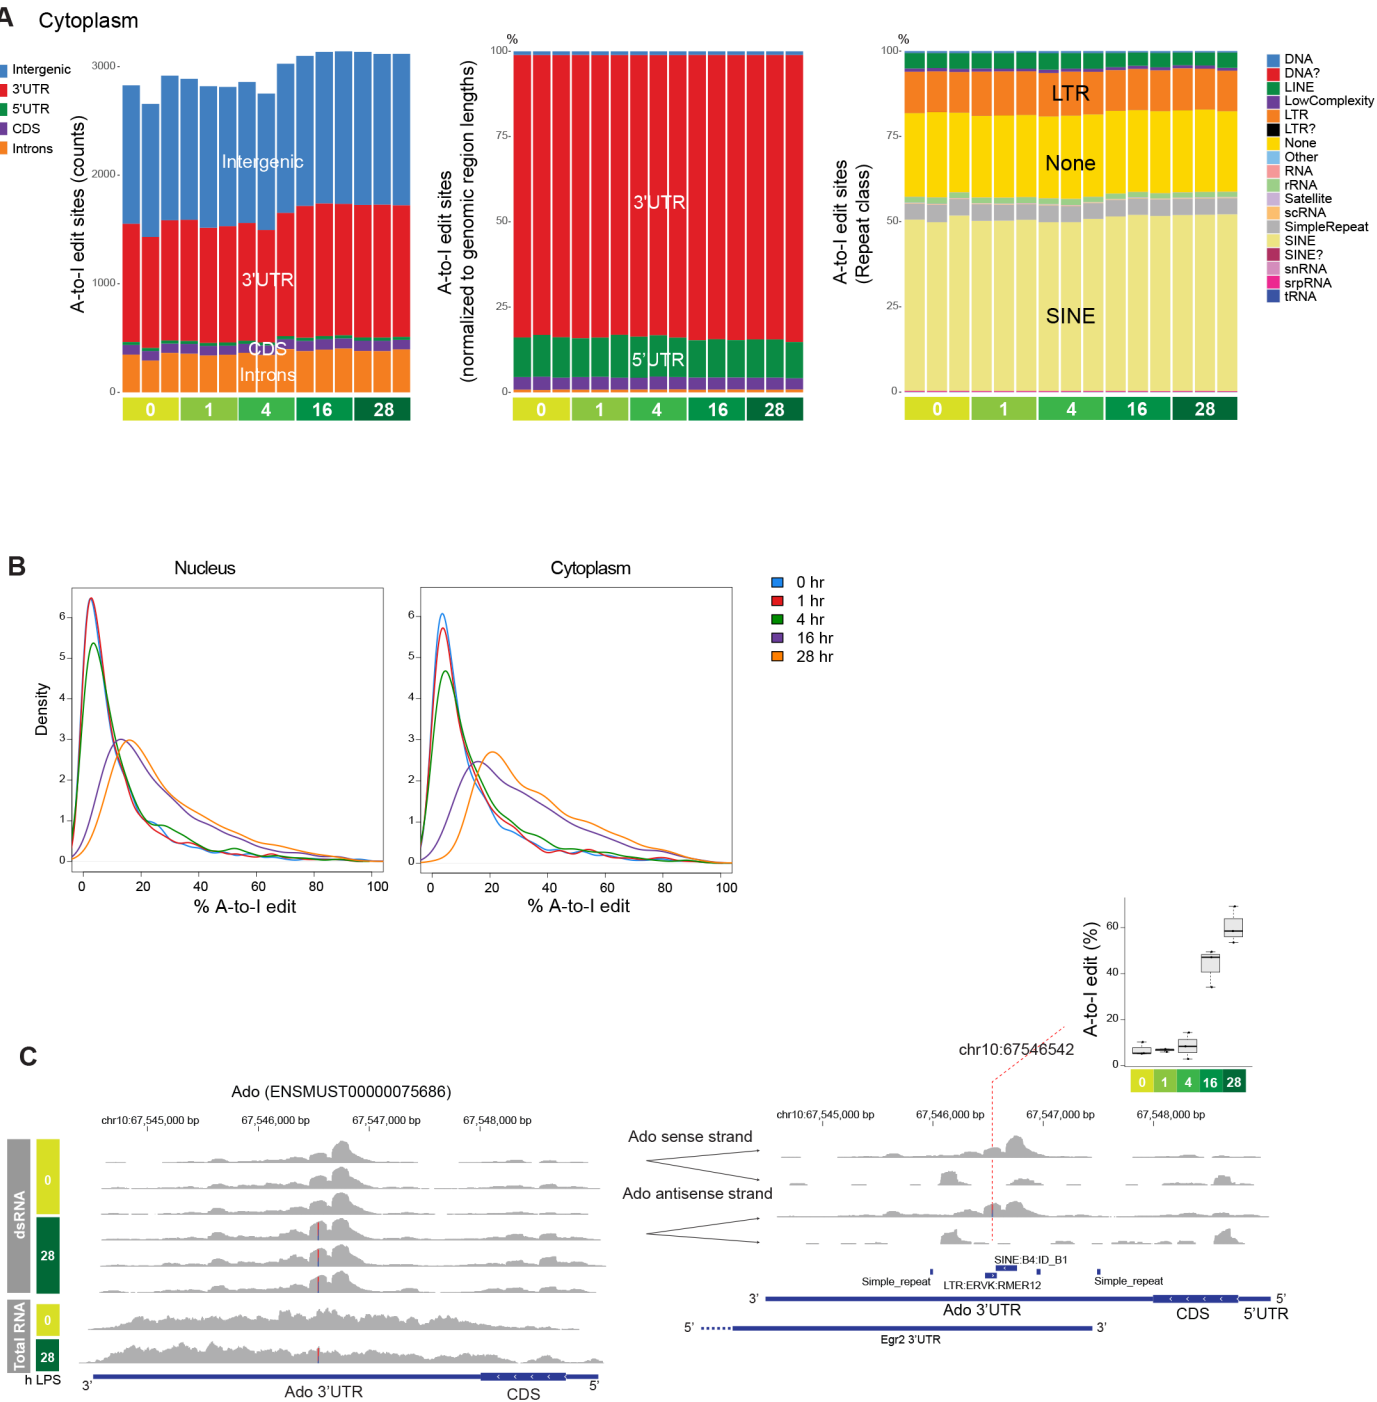 A Cytoplasm
Intergenic
3'UTR
5'UTR
CDS
Introns
A-to-I edit sites (counts)
3000
2000
1000
0
Intergenic
3'UTR
CDS
Introns
0 1 4 16 28
%
A-to-I edit sites
(normalized to genomic region lengths)
100
75
50
25
0
3'UTR
5'UTR
0 1 4 16 28
%
A-to-I edit sites
(Repeat class)
100
75
50
25
0
LTR
None
SINE
0 1 4 16 28
DNA
DNA?
LINE
LowComplexity
LTR
LTR?
None
Other
RNA
rRNA
Satellite
scRNA
SimpleRepeat
SINE
SINE?
snRNA
srpRNA
tRNA
B
Nucleus
Density
6
5
4
3
2
1
0
0 20 40 60 80 100
% A-to-I edit
Cytoplasm
6
5
4
3
2
1
0
0 20 40 60 80 100
% A-to-I edit
0 hr
1 hr
4 hr
16 hr
28 hr
C
Ado (ENSMUST00000075686)
chr10:67,545,000 bp 67,546,000 bp 67,547,000 bp 67,548,000 bp
dsRNA
0
28
Total RNA
0
28
h LPS
3' 5'
Ado 3'UTR CDS
A-to-I edit (%)
60
40
20
0
0 1 4 16 28
chr10:67546542
chr10:67,545,000 bp 67,546,000 bp 67,547,000 bp 67,548,000 bp
Ado sense strand
Ado antisense strand
SINE:B4:ID_B1
Simple_repeat LTR:ERVK:RMER12 Simple_repeat
3' 5'
Ado 3'UTR CDS 5'UTR
5' 3'
Egr2 3'UTR